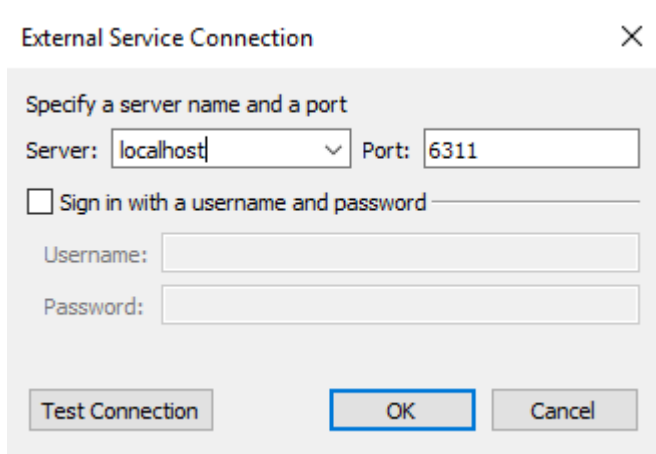 External Service Connection
Specify a server name and a port
Server: localhost Port: 6311
Sign in with a username and password
Username:
Password:
Test Connection OK Cancel